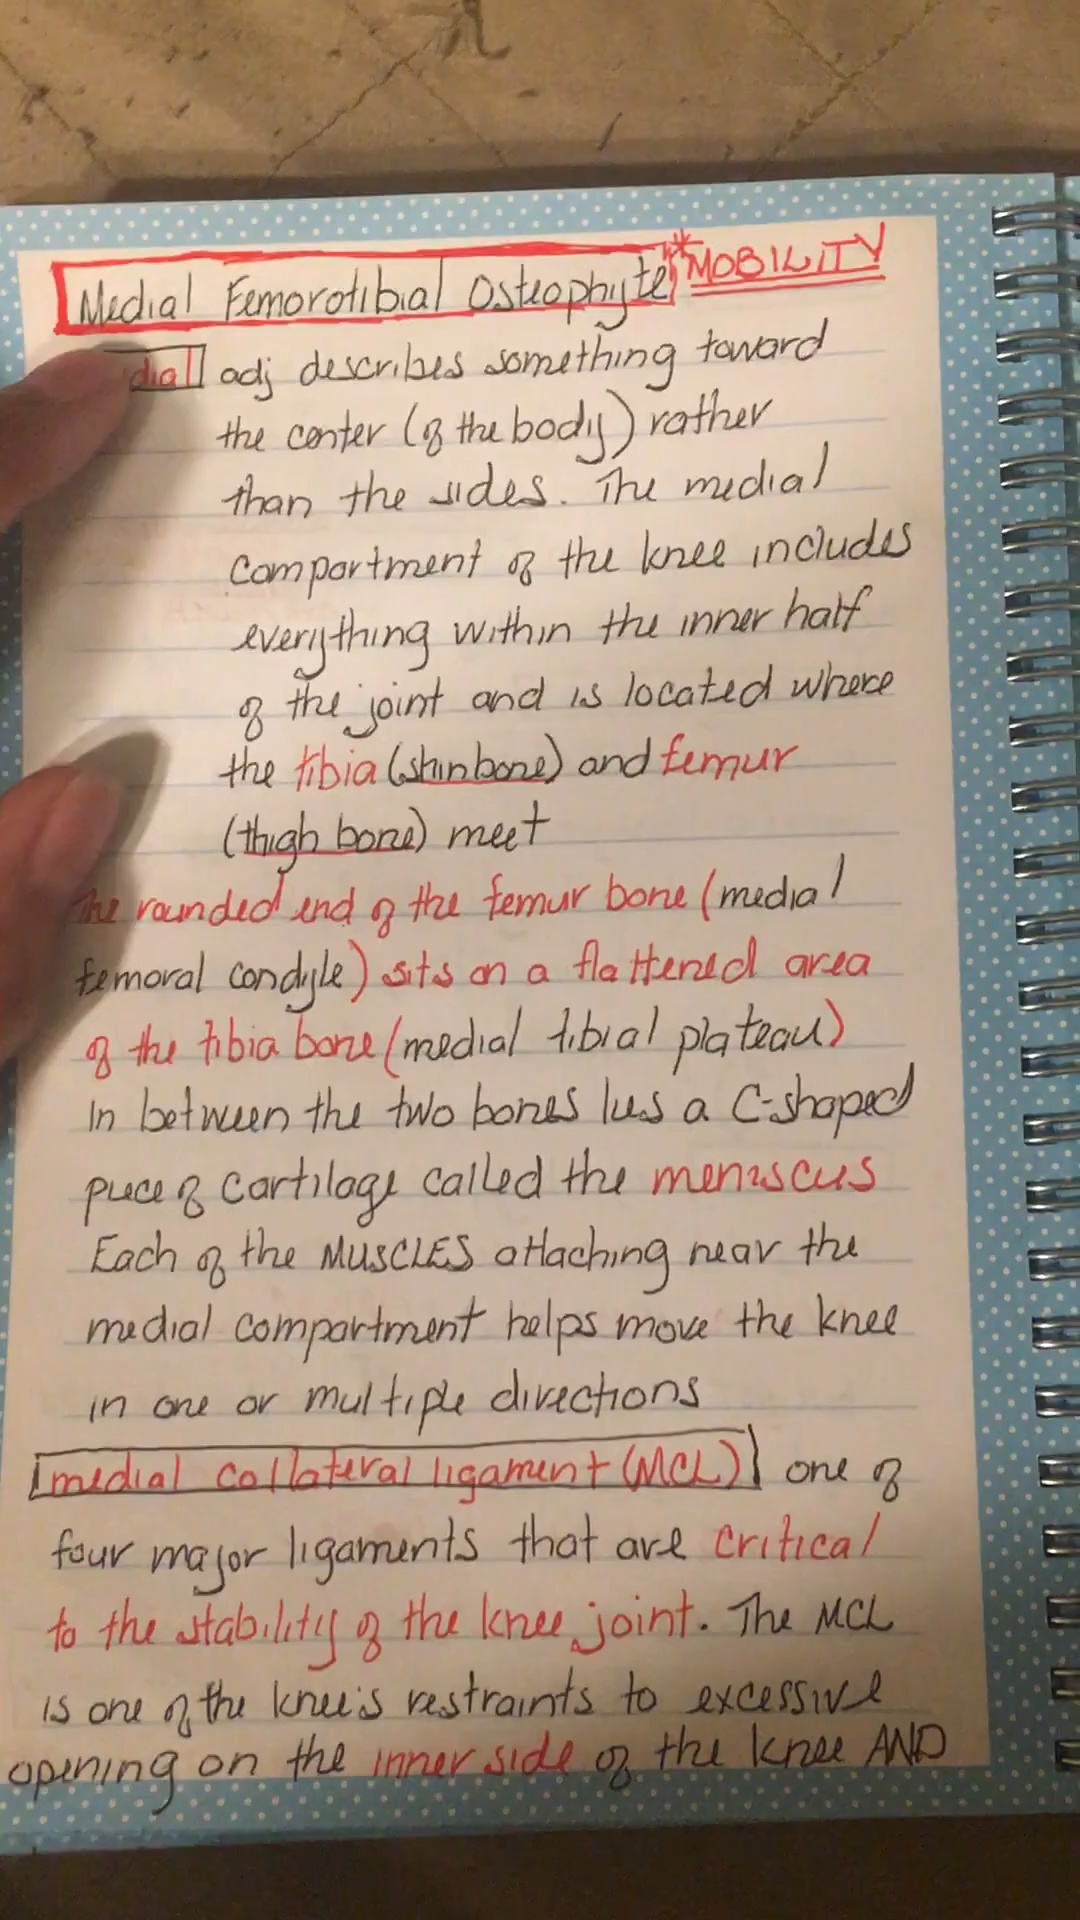 Medial Femorotibial Osteophyte ** MOBILITY
dial adj describes something toward
the center (of the body) rather
than the sides. The medial
compartment of the knee includes
everything within the inner half
of the joint and is located where
the tibia (shinbone) and femur
(thigh bone) meet
The rounded end of the femur bone (medial
femoral condyle) sits on a flattened area
of the tibia bone (medial tibial plateau)
In between the two bones lies a C-shaped
piece of cartilage called the meniscus
Each of the MUSCLES attaching near the
medial compartment helps move the knee
in one or multiple directions
medial collateral ligament (MCL) one of
four major ligaments that are critical
to the stability of the knee joint. The MCL
is one of the knee's restraints to excessive
opening on the inner side of the knee AND